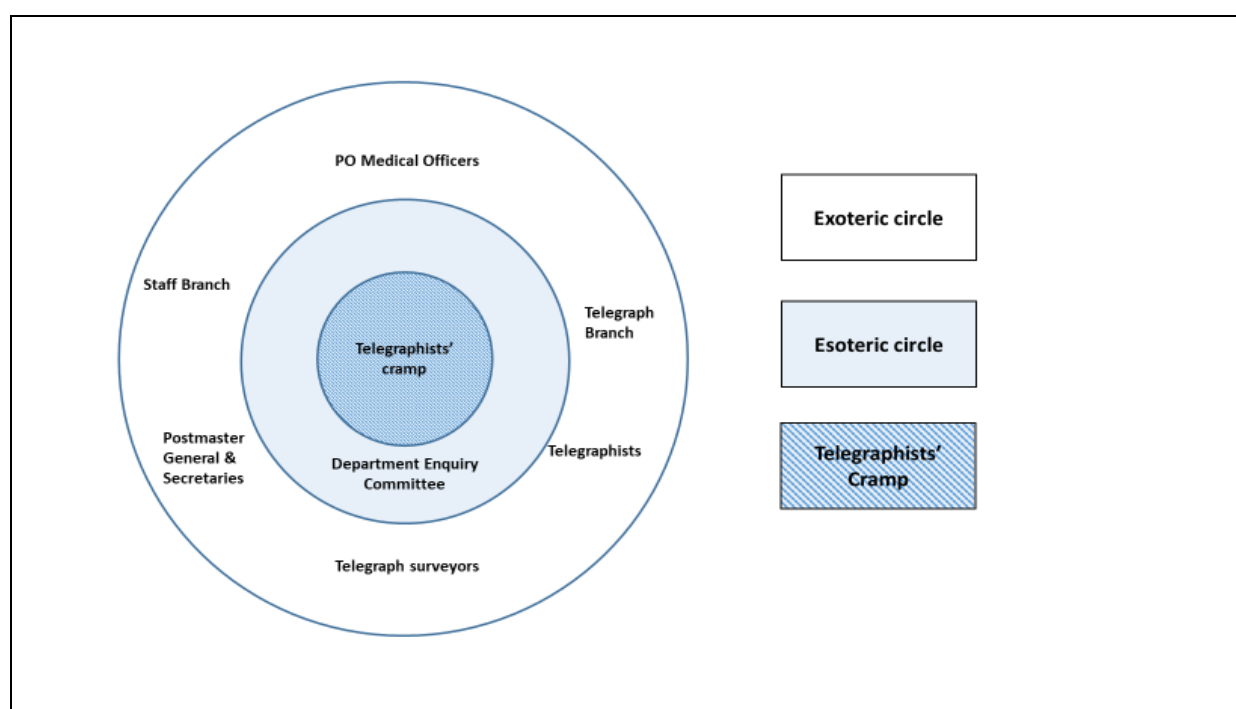 PO Medical Officers
Staff Branch
Telegraph
Branch
Telegraphists’
cramp
Postmaster
General &
Secretaries
Telegraphists
Department Enquiry
Committee
Telegraph surveyors
Exoteric circle
Esoteric circle
Telegraphists’
Cramp